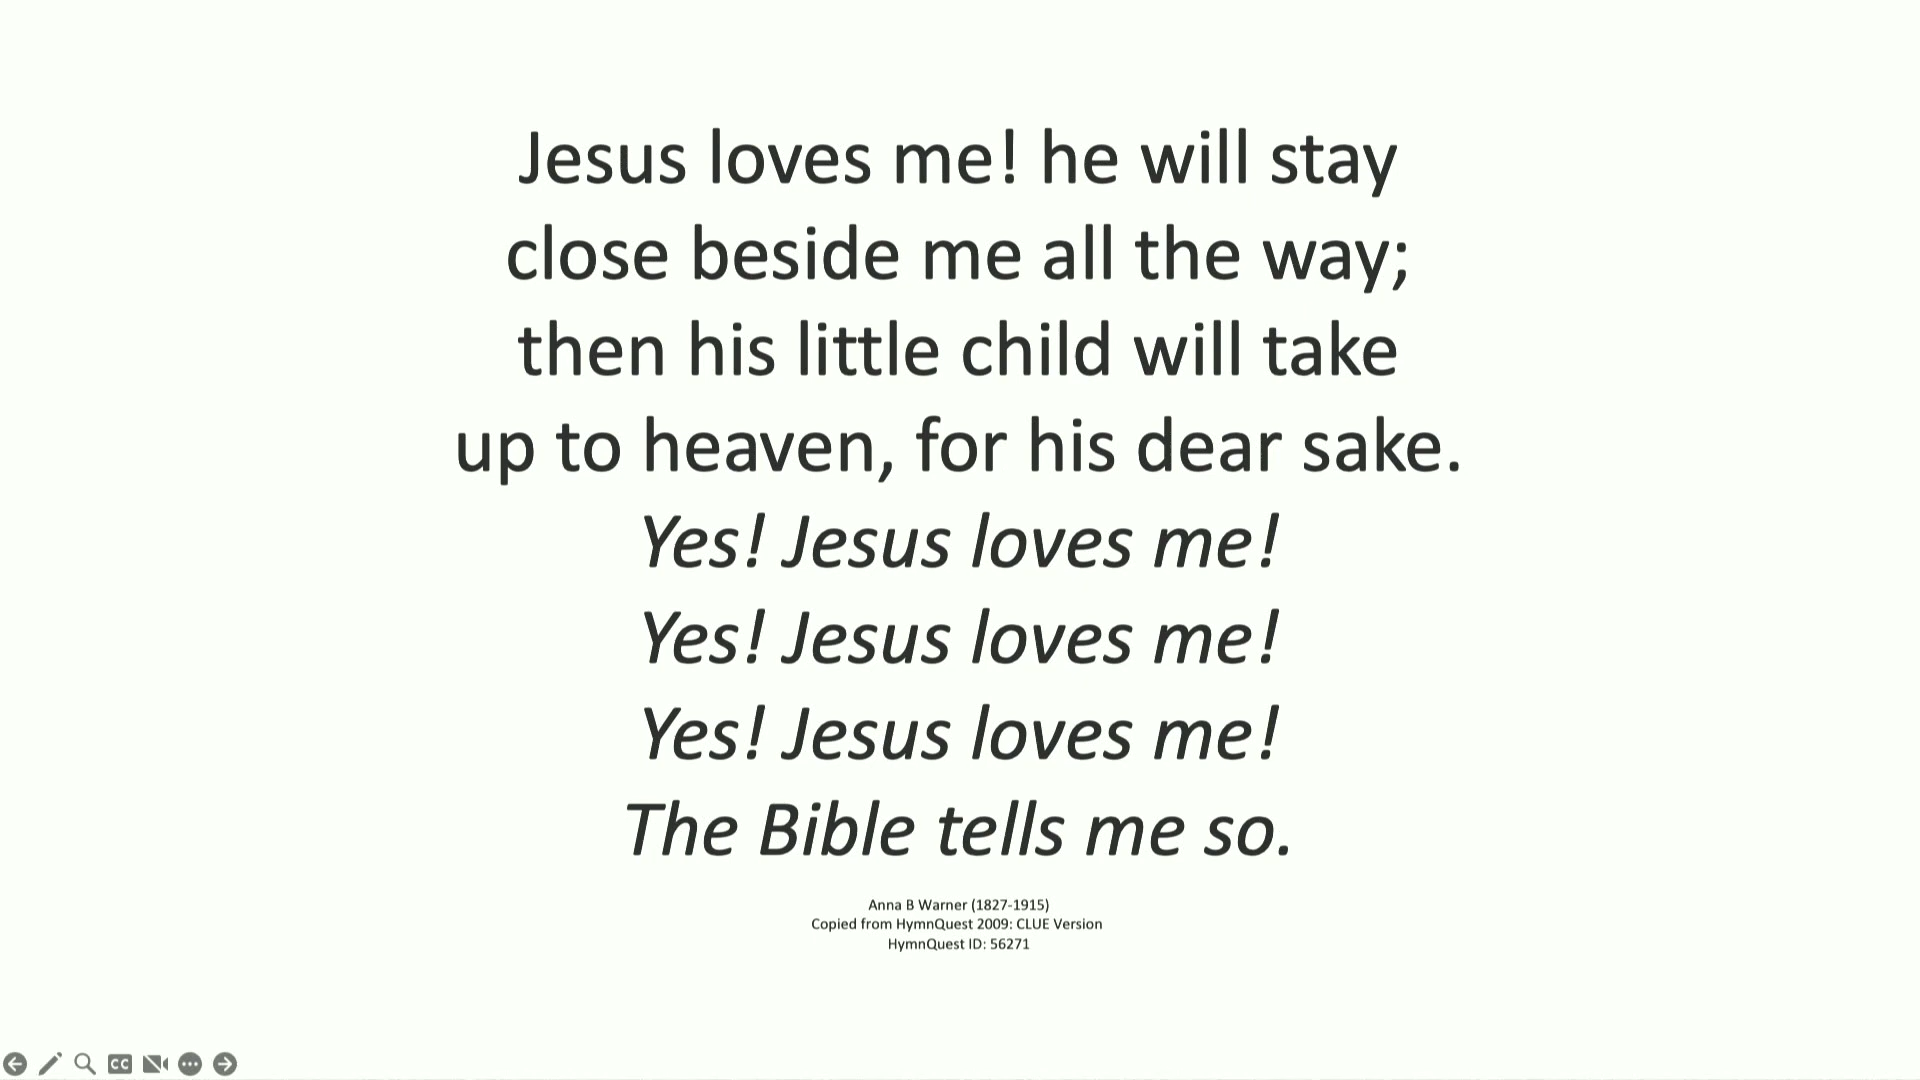 Jesus loves me! he will stay
close beside me all the way;
then his little child will take
up to heaven, for his dear sake.
Yes! Jesus loves me!
Yes! Jesus loves me!
Yes! Jesus loves me!
The Bible tells me so.
Anna B Warner (1827-1915)
Copied from HymnQuest 2009: CLUE Version
HymnQuest ID: 56271
CC